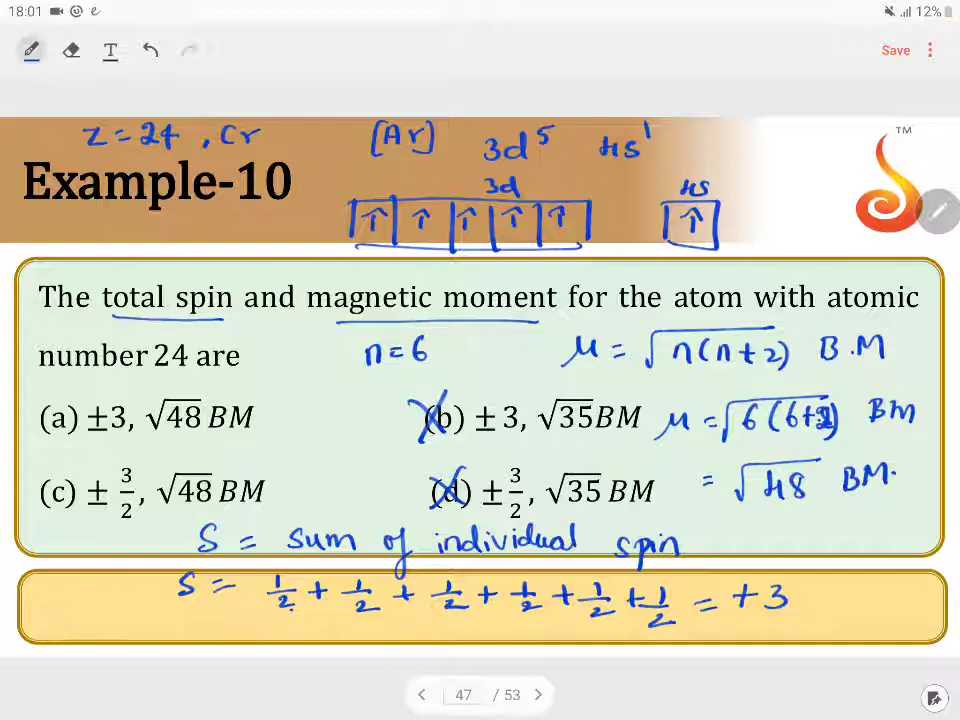 18:01 e 12%
T Save
Z = 24 , Cr [Ar] 3d⁵ 4s¹
Example-10
3d 4s
↑ ↑ ↑ ↑ ↑ ↑
TM
The total spin and magnetic moment for the atom with atomic
number 24 are n = 6 μ = √n(n+2) B.M
(a) ±3, √48 BM (b) ± 3, √35BM μ = √6(6+2) BM
(c) ± 3/2, √48 BM (d) ± 3/2, √35 BM = √48 BM.
S = sum of individual spin
S = 1/2 + 1/2 + 1/2 + 1/2 + 1/2 + 1/2 = +3
< 47 / 53 >